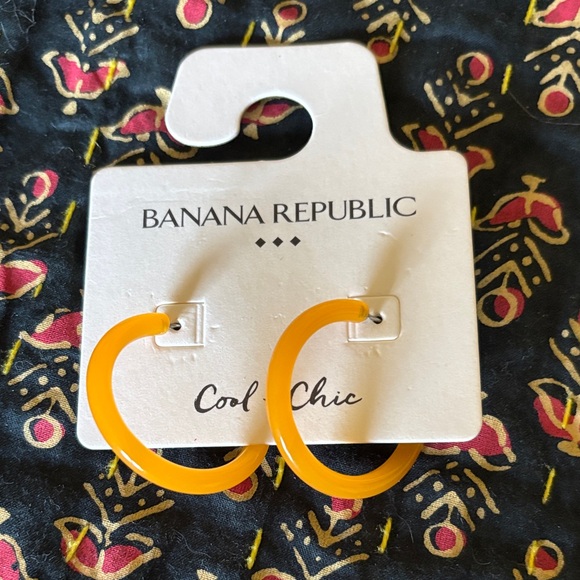 BANANA REPUBLIC
Cool + Chic